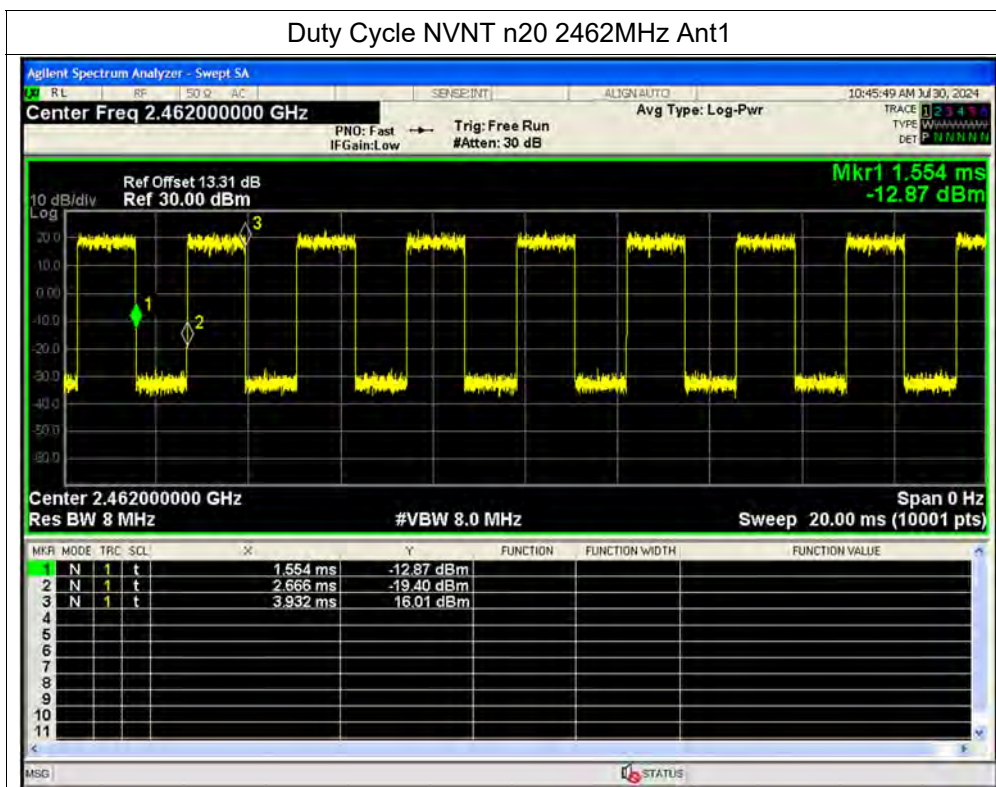 Duty Cycle NVNT n20 2462MHz Ant1
Agilent Spectrum Analyzer - Swept SA
RL RF 50 Ω AC SENSE:INT ALIGN AUTO 10:45:49 AM Jul 30, 2024
Center Freq 2.462000000 GHz Avg Type: Log-Pwr TRACE 1 2 3 4 5 6
PNO: Fast Trig: Free Run TYPE
IFGain:Low #Atten: 30 dB DET P N N N N N
Mkr1 1.554 ms
Ref Offset 13.31 dB
10 dB/div Ref 30.00 dBm -12.87 dBm
Log
20.0
10.0
0.00
-10.0
-20.0
-30.0
-40.0
-50.0
-60.0
3
1
2
Center 2.462000000 GHz Span 0 Hz
Res BW 8 MHz #VBW 8.0 MHz Sweep 20.00 ms (10001 pts)
MKR MODE TRC SCL X Y FUNCTION FUNCTION WIDTH FUNCTION VALUE
1 N 1 t 1.554 ms -12.87 dBm
2 N 1 t 2.666 ms -19.40 dBm
3 N 1 t 3.932 ms 16.01 dBm
4
5
6
7
8
9
10
11
MSG STATUS